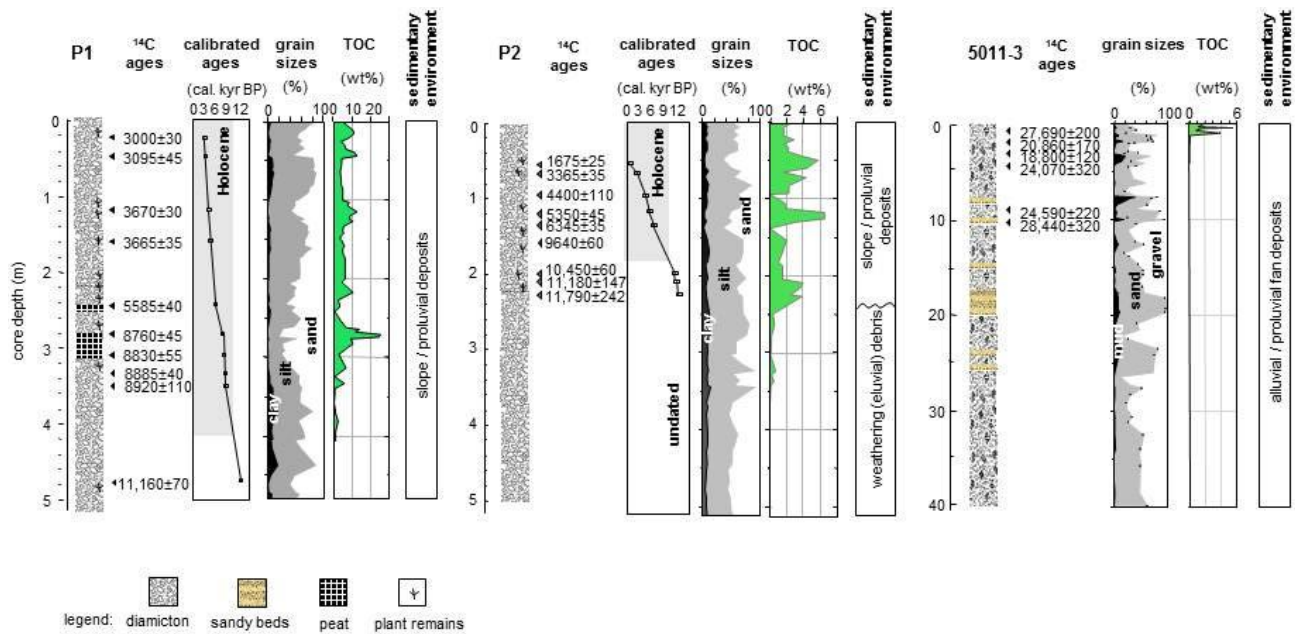 P1
¹⁴C
ages
calibrated
ages
(cal. kyr BP)
0 3 6 9 12
grain
sizes
(%)
0 100
TOC
(wt%)
0 10 20
sedimentary
environment
core depth (m)
0
1
2
3
4
5
3000±30
3095±45
3670±30
3665±35
5585±40
8760±45
8830±55
8885±40
8920±110
11,160±70
Holocene
clay
silt
sand
slope / proluvial deposits
P2
¹⁴C
ages
calibrated
ages
(cal. kyr BP)
0 3 6 9 12
grain
sizes
(%)
0 100
TOC
(wt%)
0 2 4 6
sedimentary
environment
0
1
2
3
4
5
1675±25
3365±35
4400±110
5350±45
6345±35
9640±60
10,450±60
11,180±147
11,790±242
Holocene
undated
clay
silt
sand
slope / proluvial
deposits
weathering (eluvial) debris
5011-3
¹⁴C
ages
grain sizes
(%)
0 100
TOC
(wt%)
0 6
sedimentary
environment
0
10
20
30
40
27,690±200
20,860±170
18,800±120
24,070±320
24,590±220
28,440±320
mud
sand
gravel
alluvial / proluvial fan deposits
legend:
diamicton
sandy beds
peat
plant remains